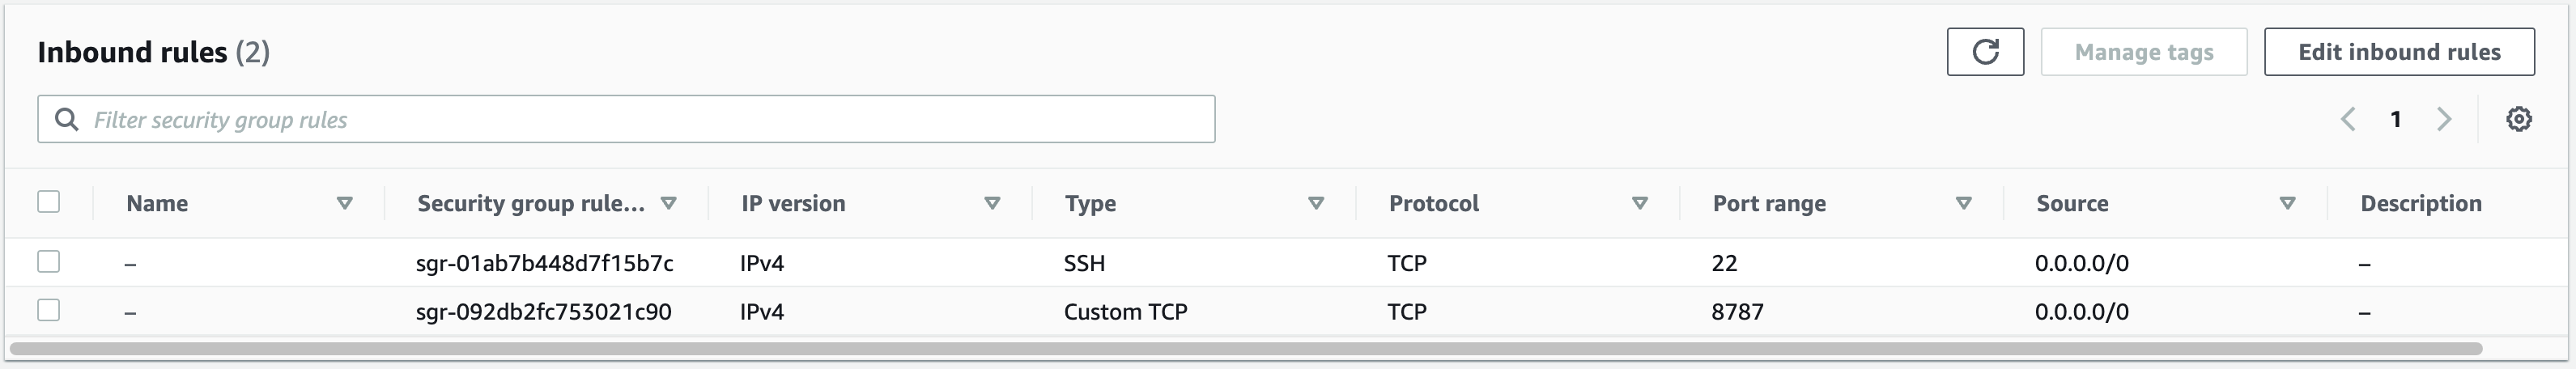 Inbound rules (2)
Manage tags
Edit inbound rules
Filter security group rules
1
Name Security group rule... IP version Type Protocol Port range Source Description
– sgr-01ab7b448d7f15b7c IPv4 SSH TCP 22 0.0.0.0/0 –
– sgr-092db2fc753021c90 IPv4 Custom TCP TCP 8787 0.0.0.0/0 –